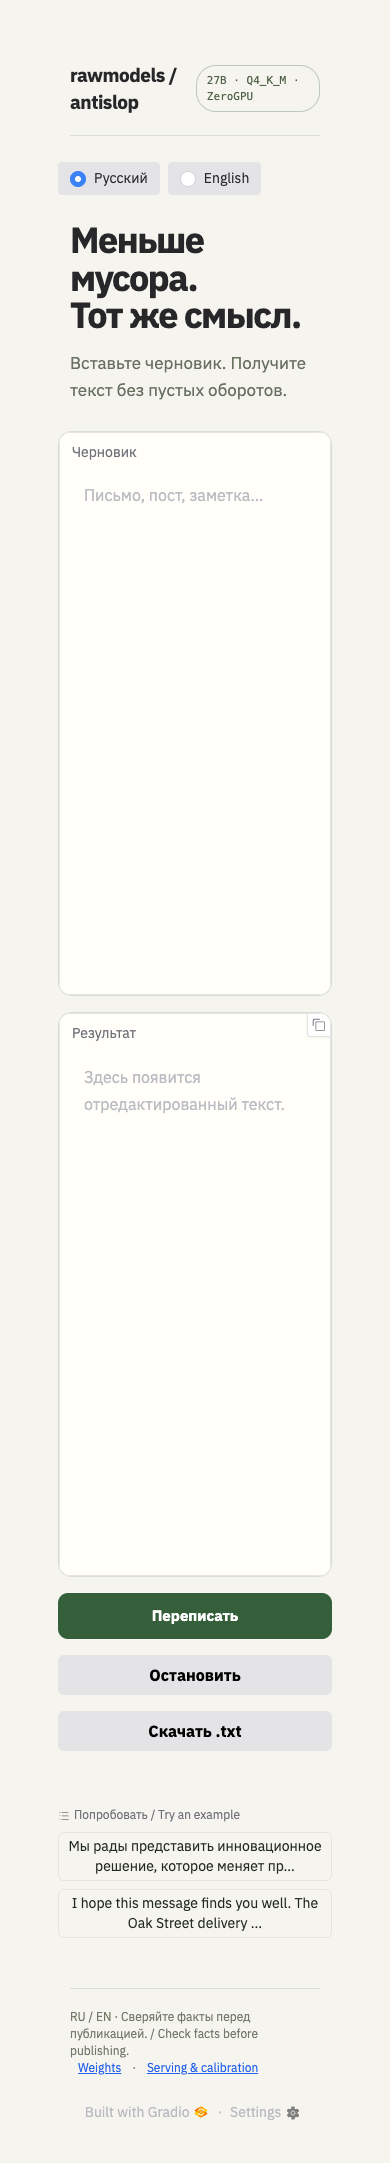 rawmodels /
antislop
27B · Q4_K_M ·
ZeroGPU
Русский
English
Меньше
мусора.
Тот же смысл.
Вставьте черновик. Получите
текст без пустых оборотов.
Черновик
Письмо, пост, заметка...
Результат
Здесь появится
отредактированный текст.
Переписать
Остановить
Скачать .txt
Попробовать / Try an example
Мы рады представить инновационное
решение, которое меняет пр...
I hope this message finds you well. The
Oak Street delivery ...
RU / EN · Сверяйте факты перед
публикацией. / Check facts before
publishing.
Weights · Serving & calibration
Built with Gradio · Settings